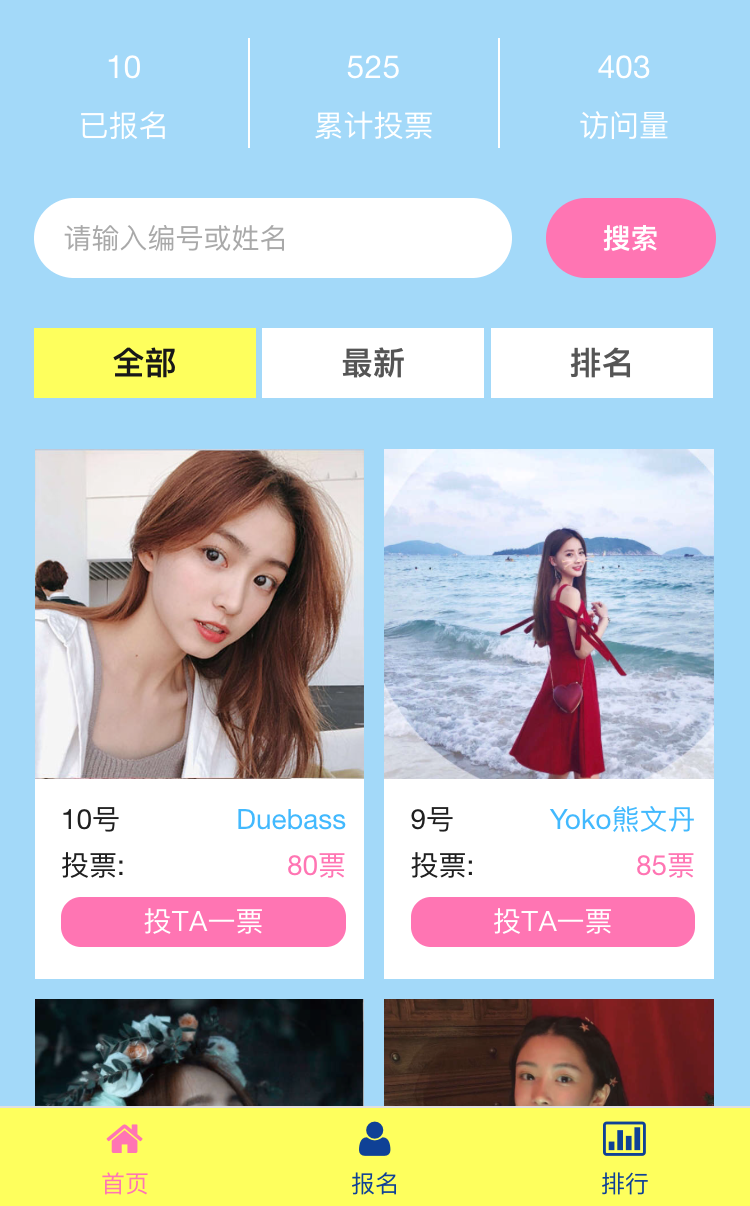 10
525
403
已报名
累计投票
访问量
请输入编号或姓名
搜索
全部
最新
排名
10号
Duebass
投票:
80票
投TA一票
9号
Yoko熊文丹
投票:
85票
投TA一票
首页
报名
排行